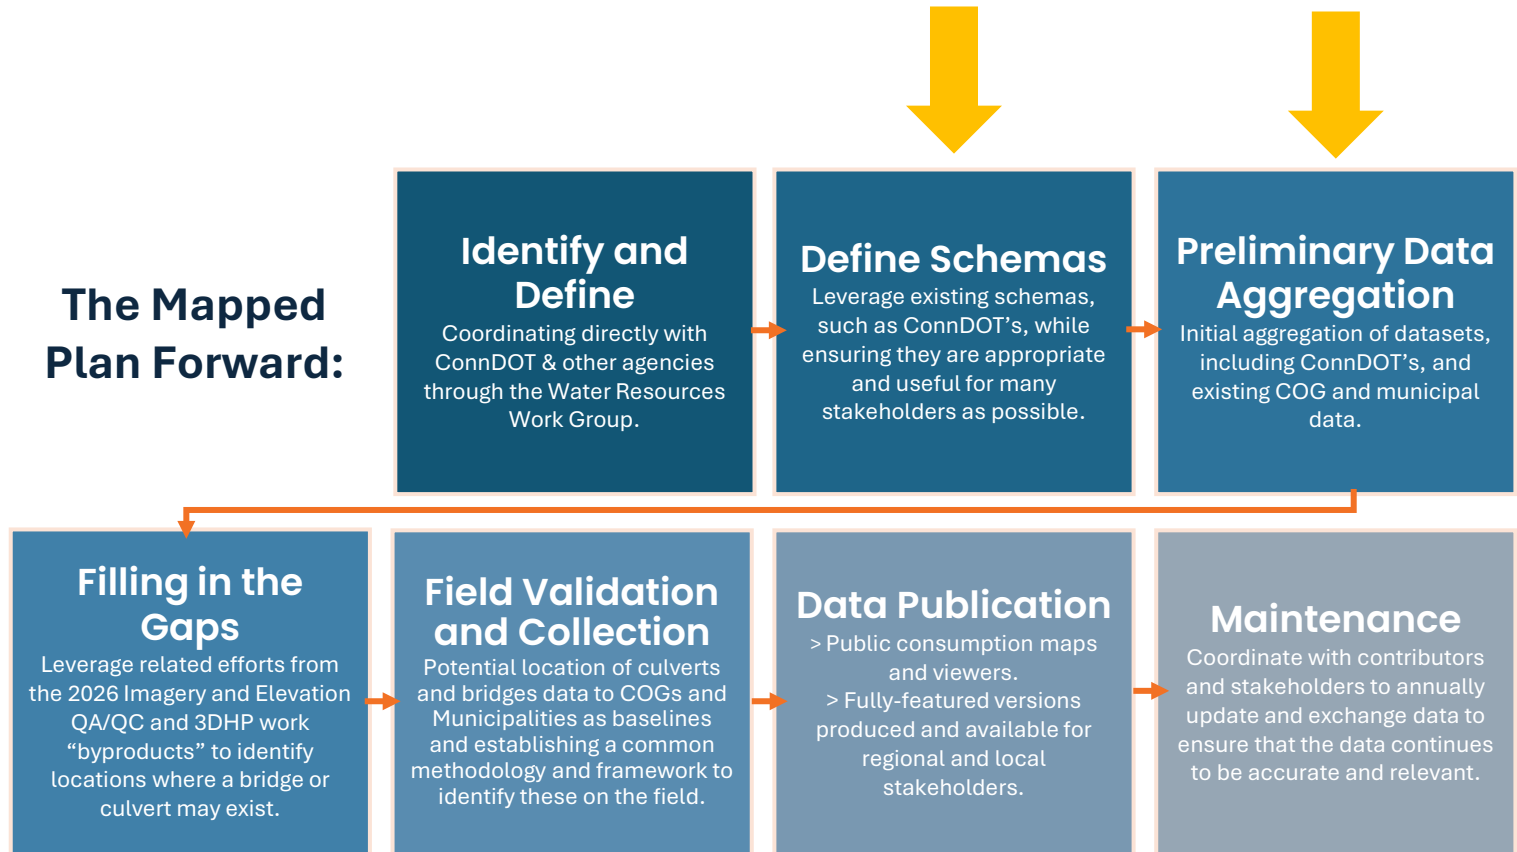 The Mapped
Plan Forward:
Identify and
Define
Coordinating directly with
ConnDOT & other agencies
through the Water Resources
Work Group.
Define Schemas
Leverage existing schemas,
such as ConnDOT’s, while
ensuring they are appropriate
and useful for many
stakeholders as possible.
Preliminary Data
Aggregation
Initial aggregation of datasets,
including ConnDOT’s, and
existing COG and municipal
data.
Filling in the
Gaps
Leverage related efforts from
the 2026 Imagery and Elevation
QA/QC and 3DHP work
“byproducts” to identify
locations where a bridge or
culvert may exist.
Field Validation
and Collection
Potential location of culverts
and bridges data to COGs and
Municipalities as baselines
and establishing a common
methodology and framework to
identify these on the field.
Data Publication
> Public consumption maps
and viewers.
> Fully-featured versions
produced and available for
regional and local
stakeholders.
Maintenance
Coordinate with contributors
and stakeholders to annually
update and exchange data to
ensure that the data continues
to be accurate and relevant.